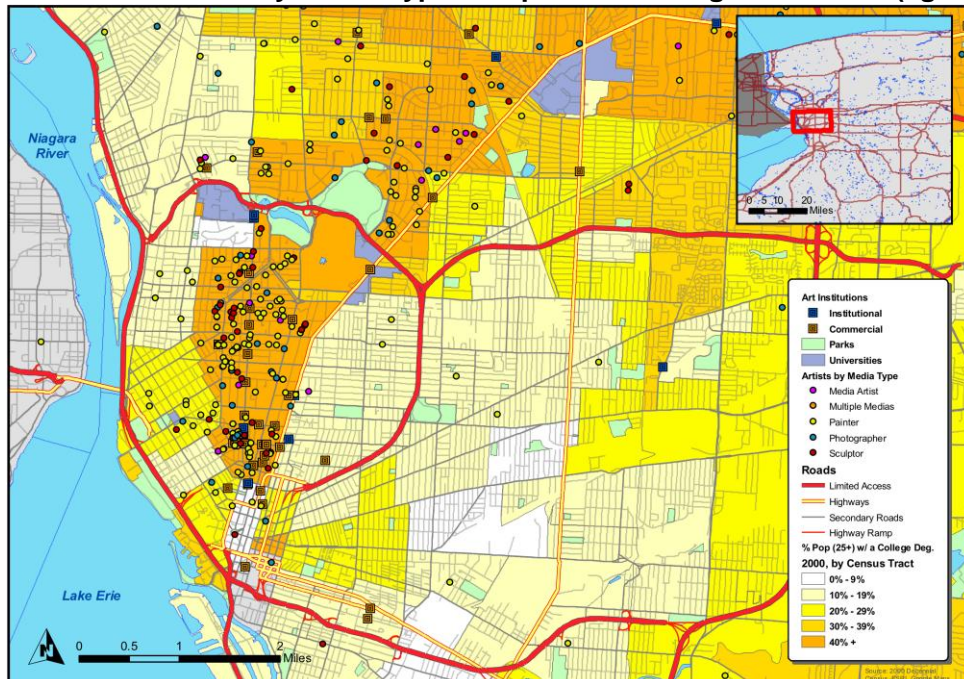 Niagara
River
0 5 10 20
Miles
Art Institutions
Institutional
Commercial
Parks
Universities
Artists by Media Type
Media Artist
Multiple Medias
Painter
Photographer
Sculptor
Roads
Limited Access
Highways
Secondary Roads
Highway Ramp
% Pop (25+) w/ a College Deg.
2000, by Census Tract
0% - 9%
10% - 19%
20% - 29%
30% - 39%
40% +
Lake Erie
N
0 0.5 1 2
Miles
Source: 2000